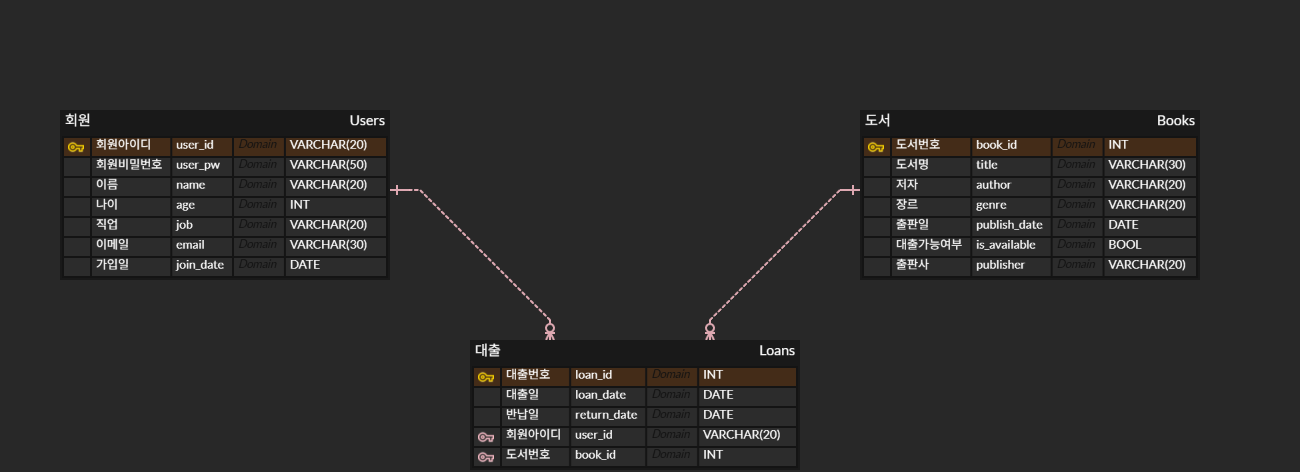 회원 Users
회원아이디 user_id Domain VARCHAR(20)
회원비밀번호 user_pw Domain VARCHAR(50)
이름 name Domain VARCHAR(20)
나이 age Domain INT
직업 job Domain VARCHAR(20)
이메일 email Domain VARCHAR(30)
가입일 join_date Domain DATE
도서 Books
도서번호 book_id Domain INT
도서명 title Domain VARCHAR(30)
저자 author Domain VARCHAR(20)
장르 genre Domain VARCHAR(20)
출판일 publish_date Domain DATE
대출가능여부 is_available Domain BOOL
출판사 publisher Domain VARCHAR(20)
대출 Loans
대출번호 loan_id Domain INT
대출일 loan_date Domain DATE
반납일 return_date Domain DATE
회원아이디 user_id Domain VARCHAR(20)
도서번호 book_id Domain INT